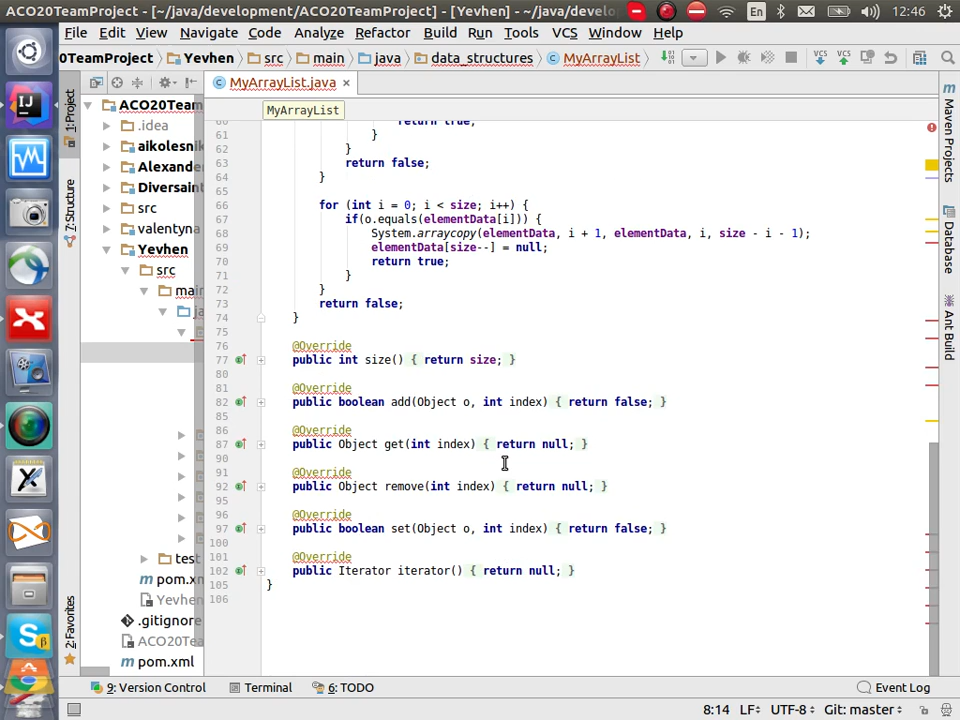 ACO20TeamProject - [~/java/development/ACO20TeamProject] - [Yevhen] - ~/java/develo
En
12:46
File Edit View Navigate Code Analyze Refactor Build Run Tools VCS Window Help
0TeamProject Yevhen src main java data_structures MyArrayList
VCS VCS
1: Project
7: Structure
2: Favorites
ACO20Team
.idea
aikolesnik
Alexander
Diversain
src
valentyna
Yevhen
src
mai
ja
test
pom.xm
Yevhen
.gitignore
ACO20Tea
pom.xml
MyArrayList.java
MyArrayList
60 return true;
61 }
62 }
63 return false;
64 }
65
66 for (int i = 0; i < size; i++) {
67 if(o.equals(elementData[i])) {
68 System.arraycopy(elementData, i + 1, elementData, i, size - i - 1);
69 elementData[size--] = null;
70 return true;
71 }
72 }
73 return false;
74 }
75
76 @Override
77 public int size() { return size; }
80
81 @Override
82 public boolean add(Object o, int index) { return false; }
85
86 @Override
87 public Object get(int index) { return null; }
90
91 @Override
92 public Object remove(int index) { return null; }
95
96 @Override
97 public boolean set(Object o, int index) { return false; }
100
101 @Override
102 public Iterator iterator() { return null; }
105 }
106
Maven Projects
Database
Ant Build
9: Version Control Terminal 6: TODO Event Log
8:14 LF UTF-8 Git: master